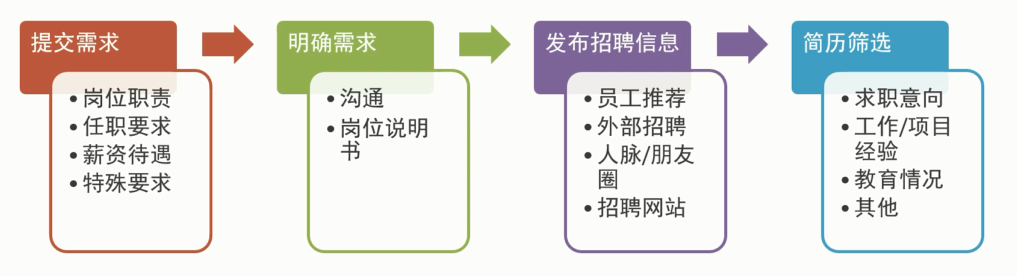 提交需求
• 岗位职责
• 任职要求
• 薪资待遇
• 特殊要求
明确需求
• 沟通
• 岗位说明
书
发布招聘信息
• 员工推荐
• 外部招聘
• 人脉/朋友
圈
• 招聘网站
简历筛选
• 求职意向
• 工作/项目
经验
• 教育情况
• 其他